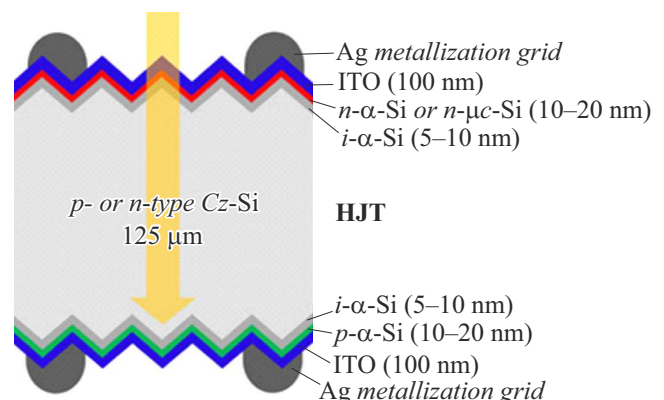 Ag metallization grid
ITO (100 nm)
n-α-Si or n-μc-Si (10–20 nm)
i-α-Si (5–10 nm)
p- or n-type Cz-Si
125 μm
HJT
i-α-Si (5–10 nm)
p-α-Si (10–20 nm)
ITO (100 nm)
Ag metallization grid